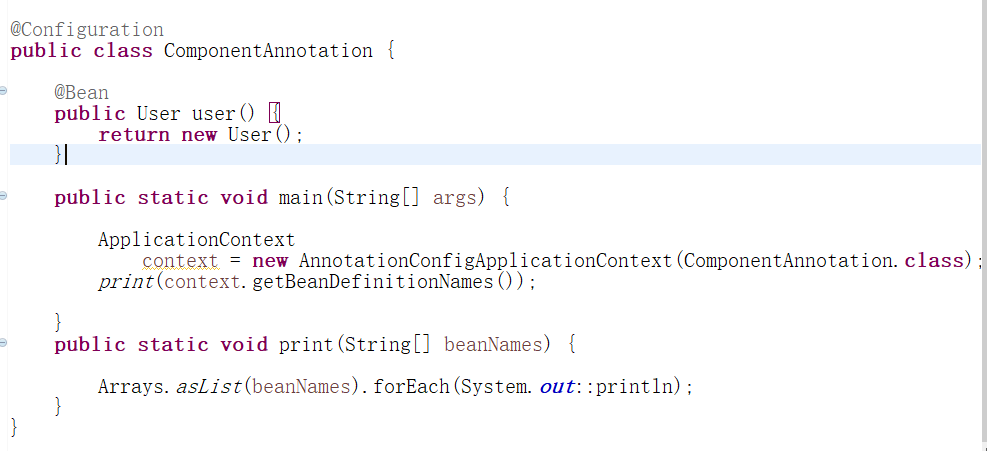 @Configuration
public class ComponentAnnotation {
@Bean
public User user() {
return new User();
}
public static void main(String[] args) {
ApplicationContext
context = new AnnotationConfigApplicationContext(ComponentAnnotation.class);
print(context.getBeanDefinitionNames());
}
public static void print(String[] beanNames) {
Arrays.asList(beanNames).forEach(System.out::println);
}
}